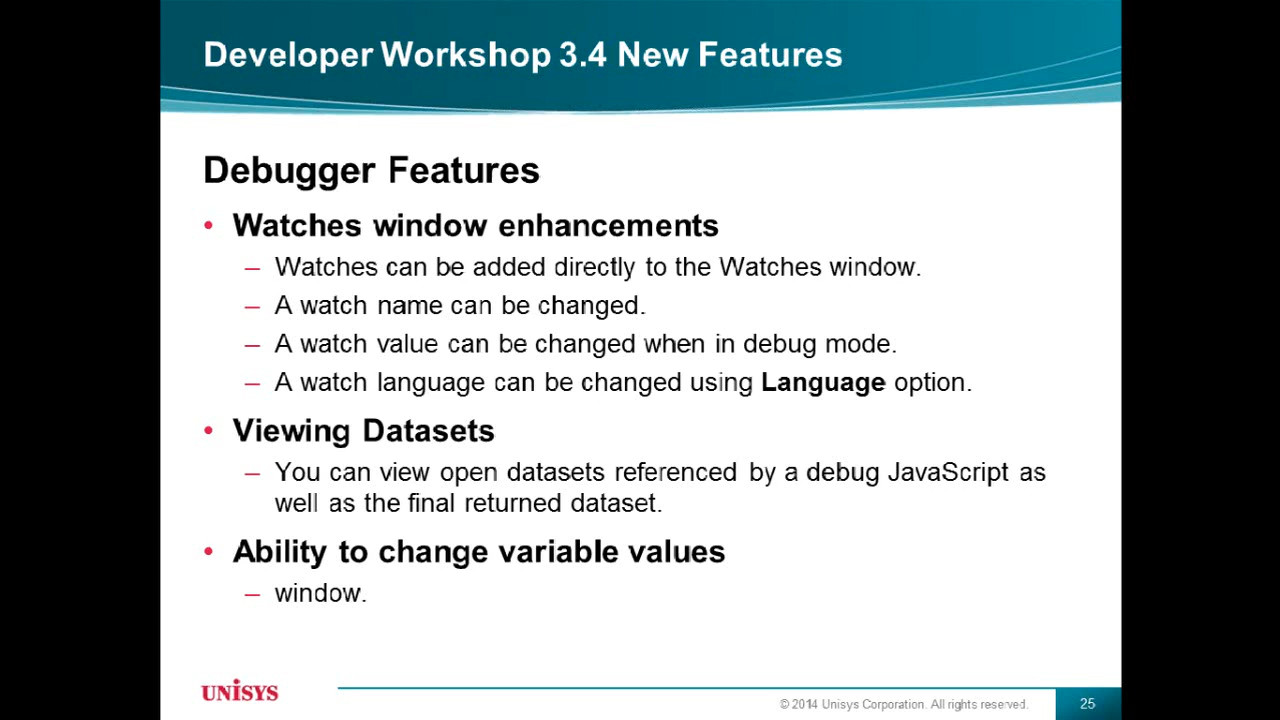 Developer Workshop 3.4 New Features
Debugger Features
• Watches window enhancements
– Watches can be added directly to the Watches window.
– A watch name can be changed.
– A watch value can be changed when in debug mode.
– A watch language can be changed using Language option.
• Viewing Datasets
– You can view open datasets referenced by a debug JavaScript as
well as the final returned dataset.
• Ability to change variable values
– window.
UNISYS
© 2014 Unisys Corporation. All rights reserved.
25